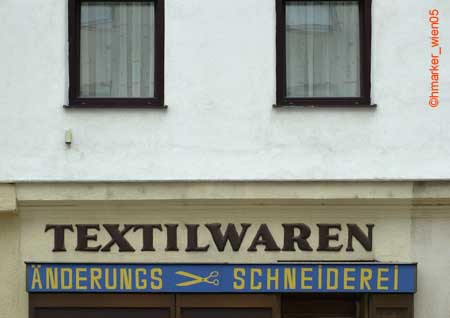 TEXTILWAREN
ÄNDERUNGS SCHNEiDEREi
©hmarker_wien05